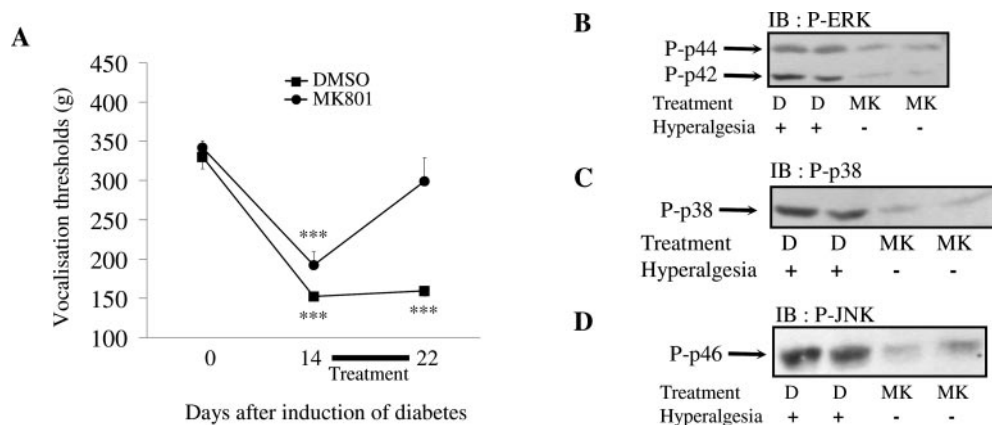 A
450
400
350
300
250
200
150
100
Vocalisation thresholds (g)
DMSO
MK801
***
***
***
0 14 22
Treatment
Days after induction of diabetes
B
IB : P-ERK
P-p44
P-p42
Treatment D D MK MK
Hyperalgesia + + - -
C
IB : P-p38
P-p38
Treatment D D MK MK
Hyperalgesia + + - -
D
IB : P-JNK
P-p46
Treatment D D MK MK
Hyperalgesia + + - -